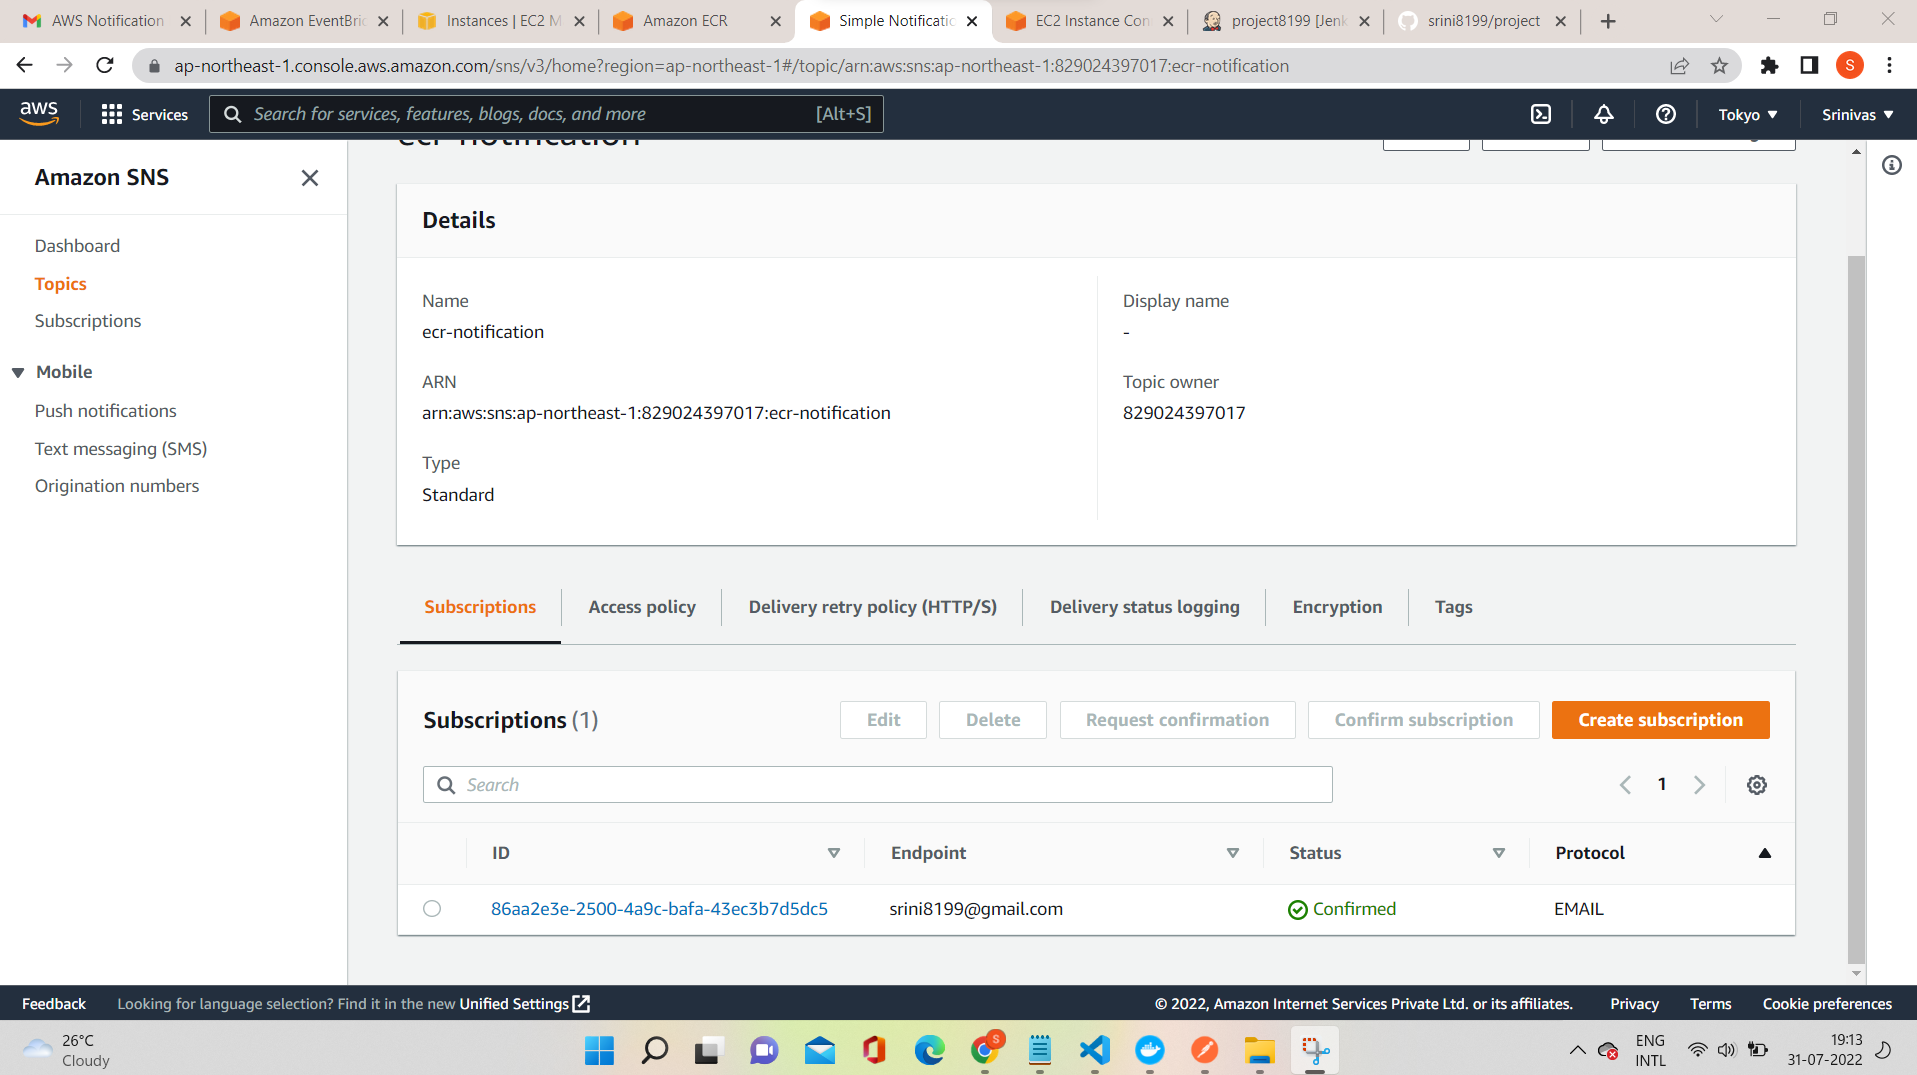 AWS Notification
Amazon EventBri
Instances | EC2 M
Amazon ECR
Simple Notificatio
EC2 Instance Con
project8199 [Jenk
srini8199/project
ap-northeast-1.console.aws.amazon.com/sns/v3/home?region=ap-northeast-1#/topic/arn:aws:sns:ap-northeast-1:829024397017:ecr-notification
S
aws
Services
Search for services, features, blogs, docs, and more
[Alt+S]
Tokyo ▼
Srinivas ▼
Amazon SNS
Dashboard
Topics
Subscriptions
Mobile
Push notifications
Text messaging (SMS)
Origination numbers
ecr-notification
Details
Name
ecr-notification
ARN
arn:aws:sns:ap-northeast-1:829024397017:ecr-notification
Type
Standard
Display name
-
Topic owner
829024397017
Subscriptions
Access policy
Delivery retry policy (HTTP/S)
Delivery status logging
Encryption
Tags
Subscriptions (1)
Edit
Delete
Request confirmation
Confirm subscription
Create subscription
Search
1
ID
Endpoint
Status
Protocol
86aa2e3e-2500-4a9c-bafa-43ec3b7d5dc5
srini8199@gmail.com
Confirmed
EMAIL
Feedback
Looking for language selection? Find it in the new Unified Settings
© 2022, Amazon Internet Services Private Ltd. or its affiliates.
Privacy
Terms
Cookie preferences
26°C
Cloudy
S
ENG
INTL
19:13
31-07-2022